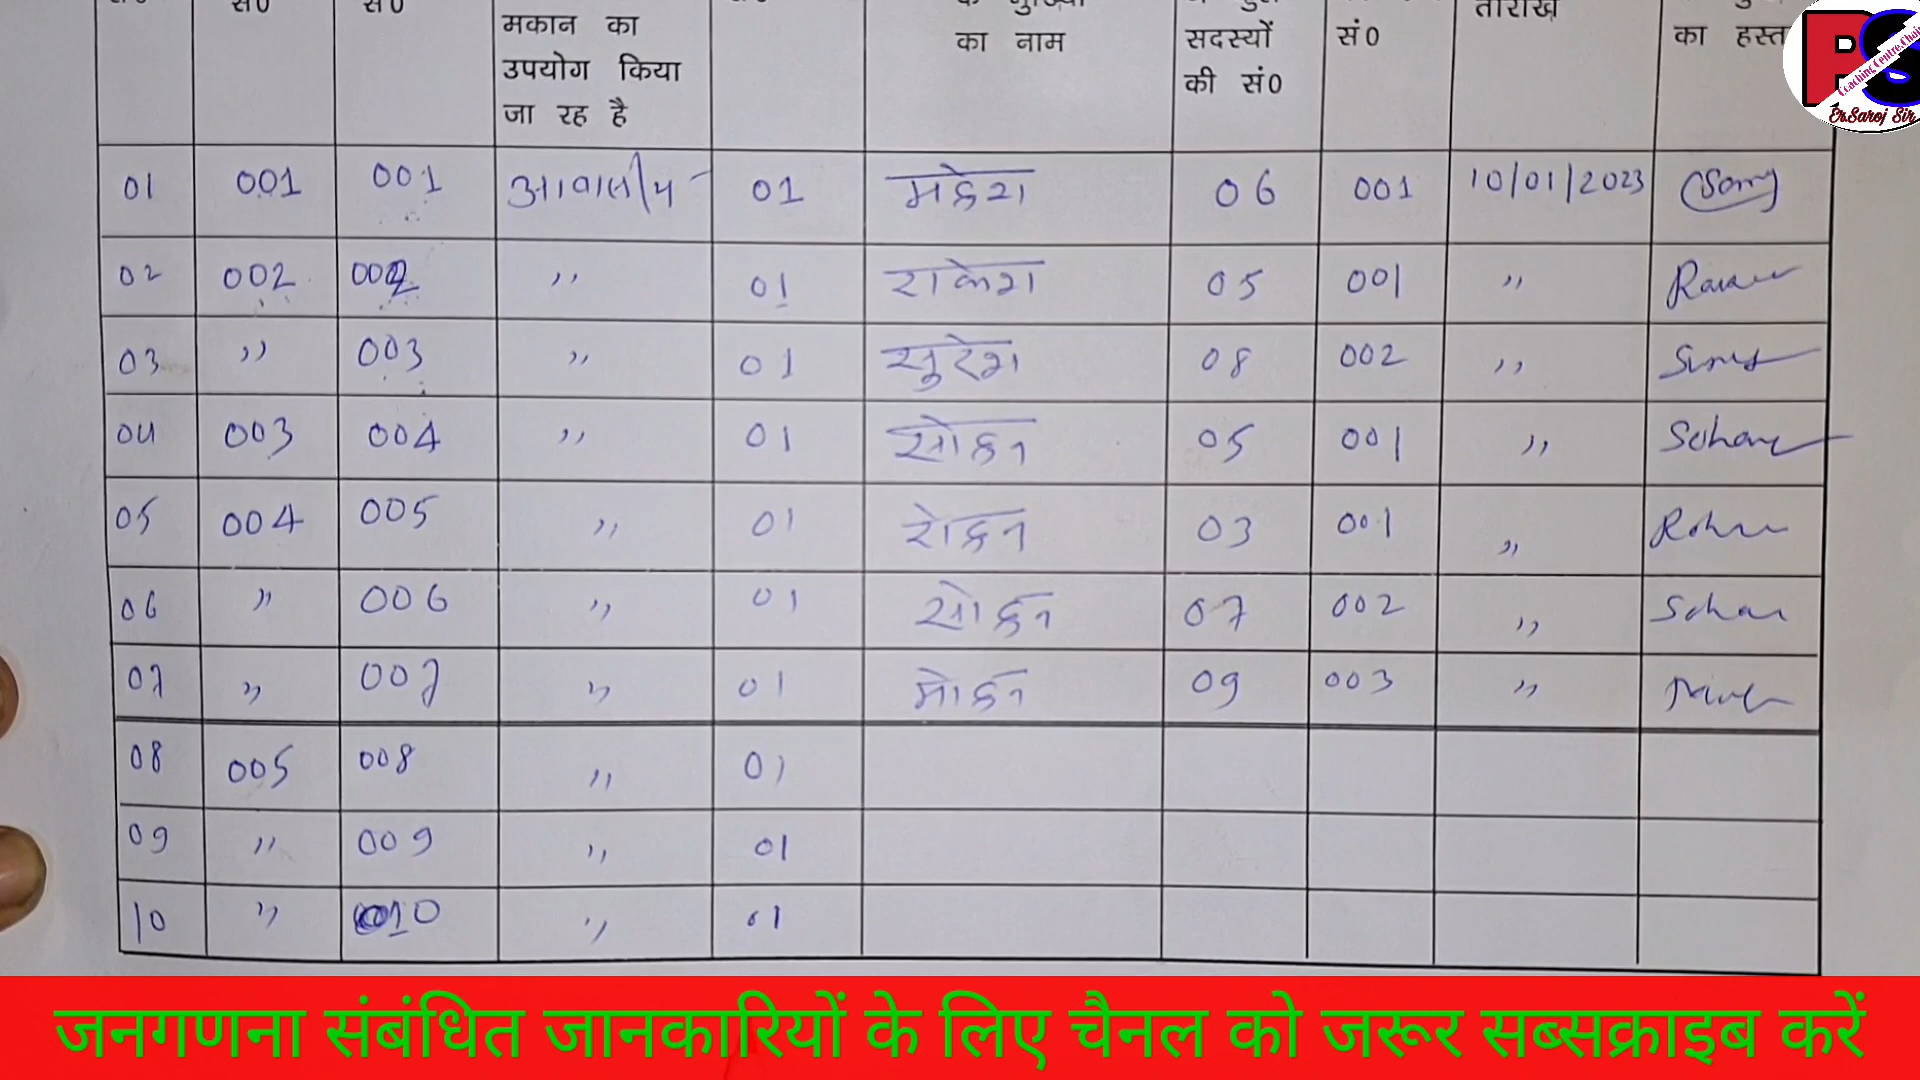 सं0 सं0 के मुखिया तारीख
मकान का का नाम सदस्यों सं0 का हस्त
उपयोग किया की सं0
जा रह है
PS
Coaching Centre
Er.Saroj Sir
01 001 001 आवासीय 01 महेश 06 001 10/01/2023
02 002 002 ,, 01 राकेश 05 001 ,,
03 ,, 003 ,, 01 सुरेश 08 002 ,,
04 003 004 ,, 01 सोहन 05 001 ,, Sohan
05 004 005 ,, 01 रोहन 03 001 ,, Rohan
06 ,, 006 ,, 01 सोहन 07 002 ,, Sohan
07 ,, 007 ,, 01 मोहन 09 003 ,,
08 005 008 ,, 01
09 ,, 009 ,, 01
10 ,, 010 ,, 01
जनगणना संबंधित जानकारियों के लिए चैनल को जरूर सब्सक्राइब करें